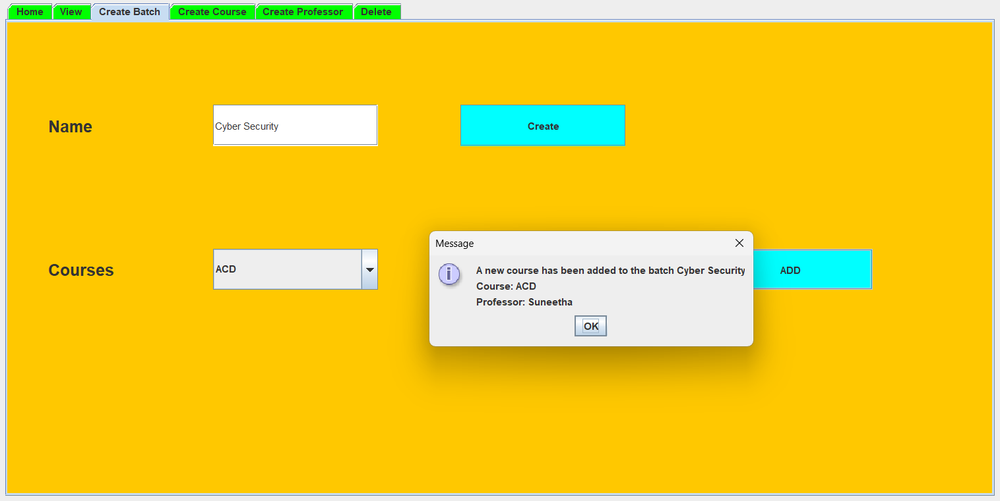 Home View Create Batch Create Course Create Professor Delete
Name
Cyber Security
Create
Courses
ACD
Message
A new course has been added to the batch Cyber Security
Course: ACD
Professor: Suneetha
OK
ADD